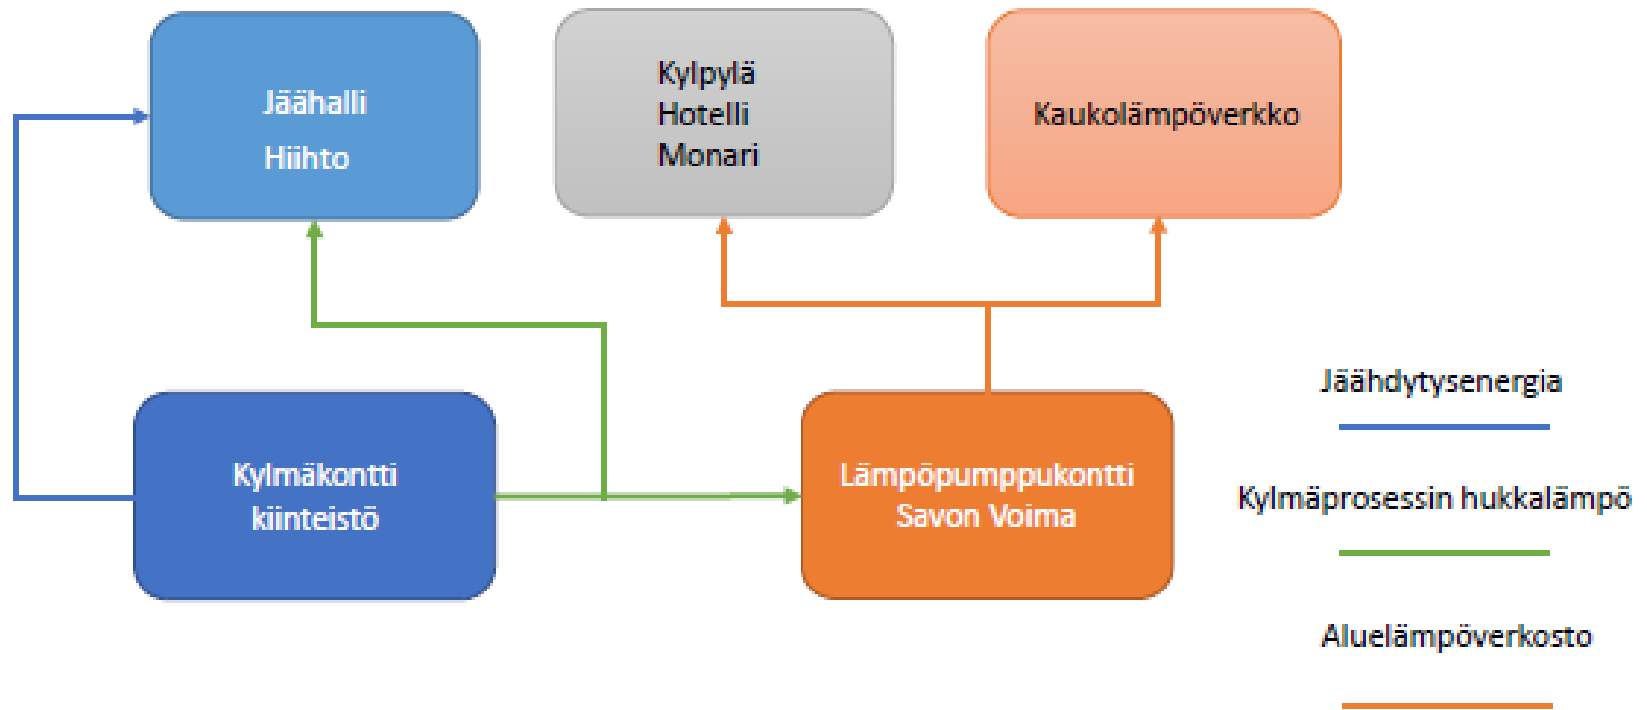 Jäähalli
Hiihto
Kylpylä
Hotelli
Monari
Kaukolämpöverkko
Kylmäkontti
kiinteistö
Lämpöpumppukontti
Savon Voima
Jäähdytysenergia
Kylmäprosessin hukkalämpö
Aluelämpöverkosto